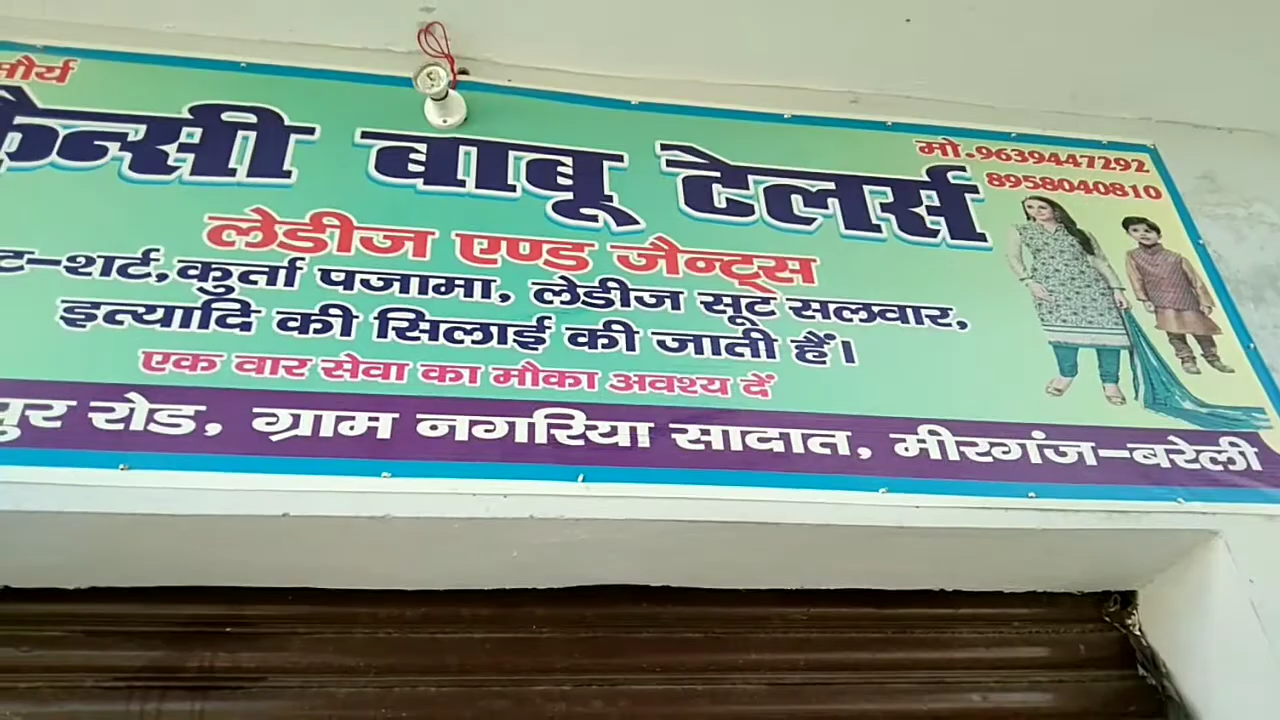 मौर्य
फैन्सी बाबू टेलर्स
मो.9639447292
8958040810
लेडीज एण्ड जैन्ट्स
ट-शर्ट,कुर्ता पजामा, लेडीज सूट सलवार,
इत्यादि की सिलाई की जाती हैं।
एक वार सेवा का मौका अवश्य दें
पुर रोड, ग्राम नगरिया सादात, मीरगंज-बरेली